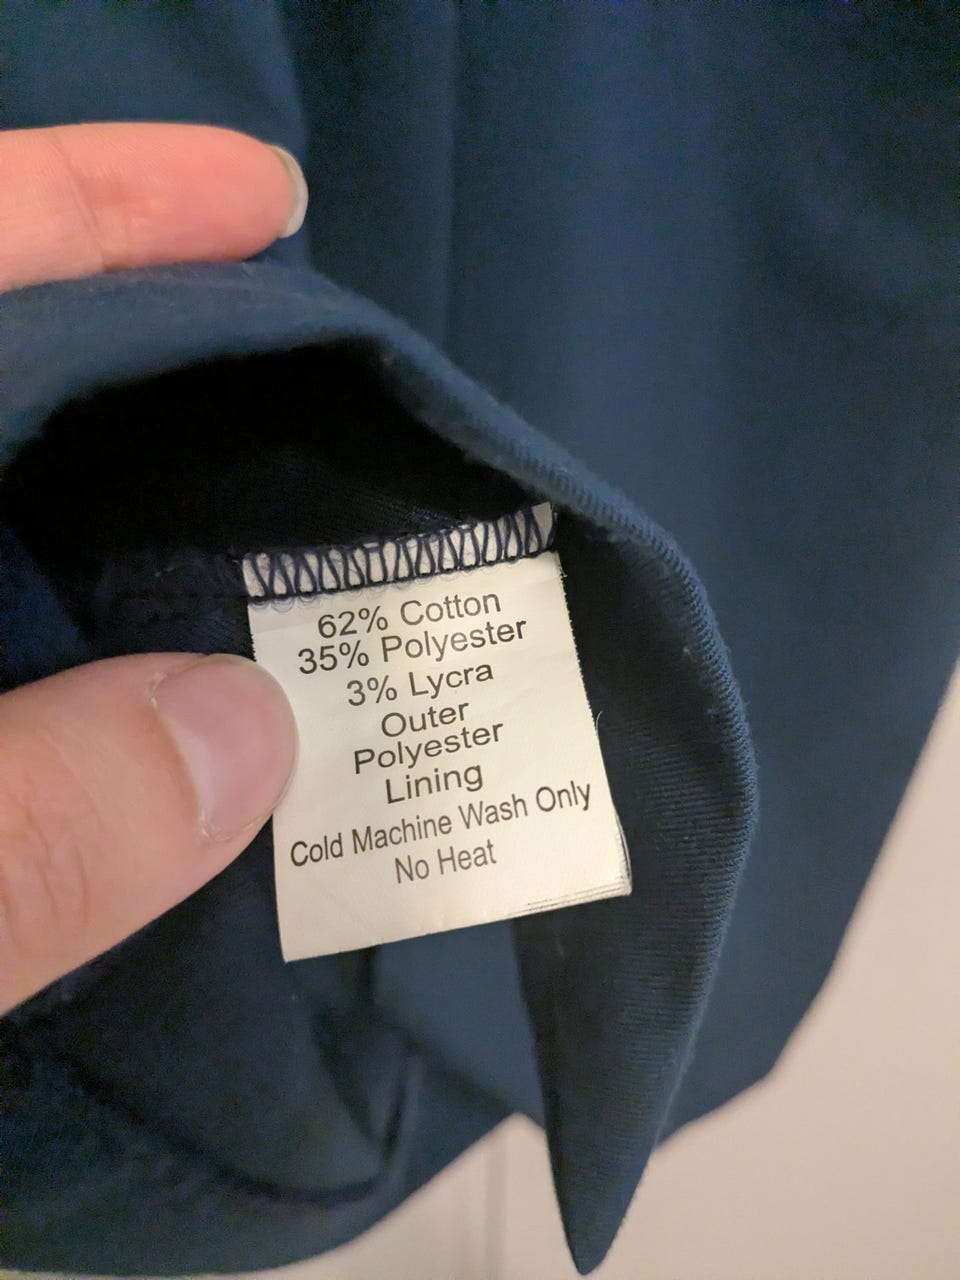 62% Cotton
35% Polyester
3% Lycra
Outer
Polyester
Lining
Cold Machine Wash Only
No Heat